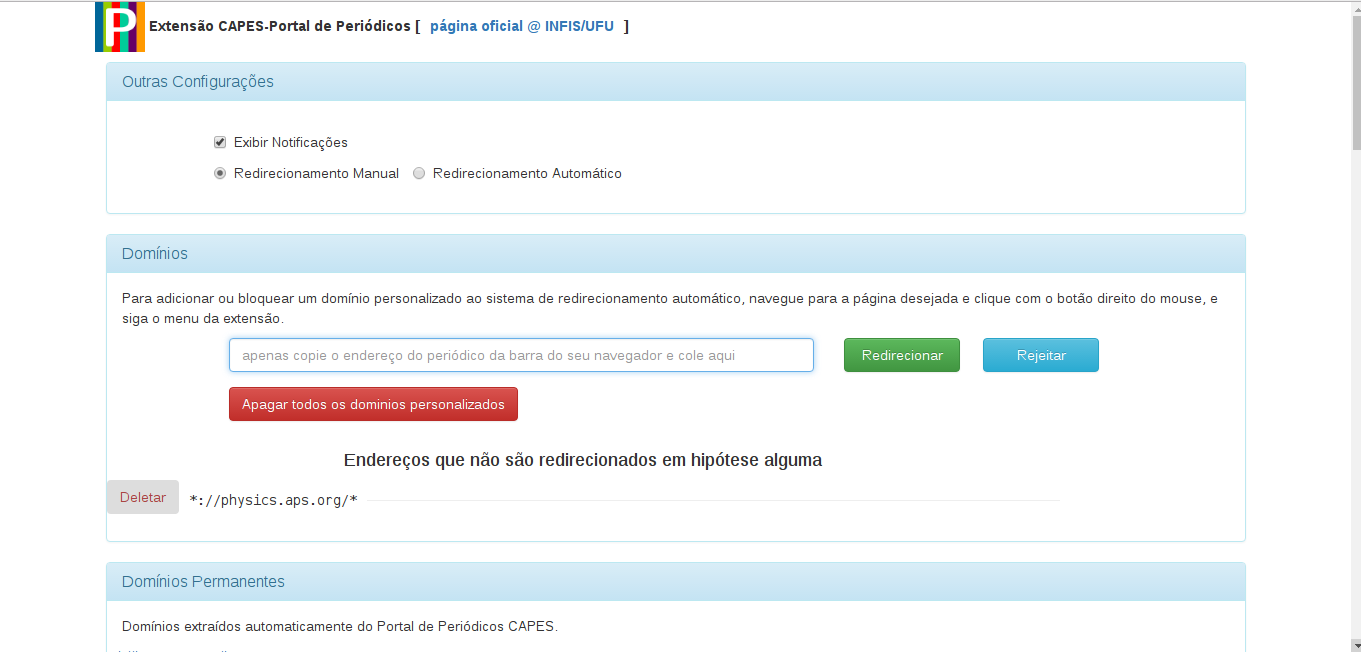 P Extensão CAPES-Portal de Periódicos [ página oficial @ INFIS/UFU ]
Outras Configurações
Exibir Notificações
Redirecionamento Manual Redirecionamento Automático
Domínios
Para adicionar ou bloquear um domínio personalizado ao sistema de redirecionamento automático, navegue para a página desejada e clique com o botão direito do mouse, e
siga o menu da extensão.
apenas copie o endereço do periódico da barra do seu navegador e cole aqui Redirecionar Rejeitar
Apagar todos os dominios personalizados
Endereços que não são redirecionados em hipótese alguma
Deletar *://physics.aps.org/*
Domínios Permanentes
Domínios extraídos automaticamente do Portal de Periódicos CAPES.